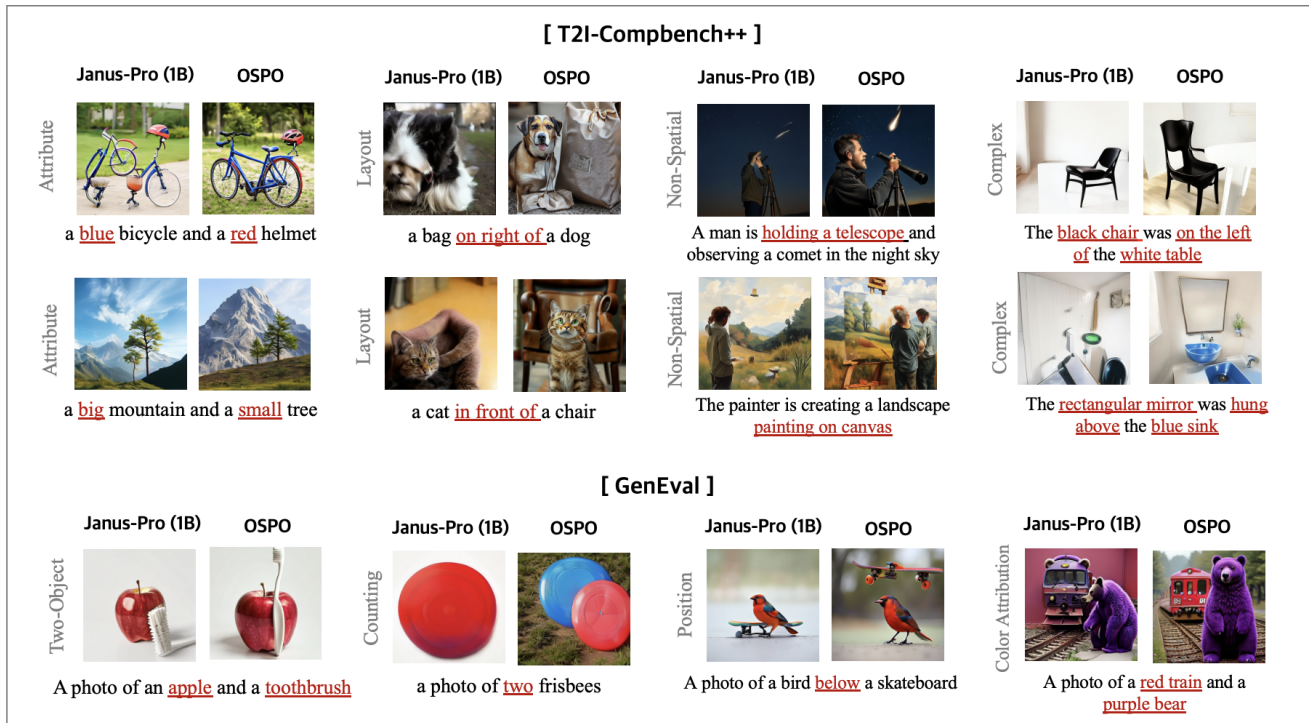 [ T2I-Compbench++ ]
Janus-Pro (1B) OSPO Janus-Pro (1B) OSPO Janus-Pro (1B) OSPO Janus-Pro (1B) OSPO
Attribute
Layout
Non-Spatial
Complex
a blue bicycle and a red helmet
a bag on right of a dog
A man is holding a telescope and
observing a comet in the night sky
The black chair was on the left
of the white table
Attribute
Layout
Non-Spatial
Complex
a big mountain and a small tree
a cat in front of a chair
The painter is creating a landscape
painting on canvas
The rectangular mirror was hung
above the blue sink
[ GenEval ]
Janus-Pro (1B) OSPO Janus-Pro (1B) OSPO Janus-Pro (1B) OSPO Janus-Pro (1B) OSPO
Two-Object
Counting
Position
Color Attribution
A photo of an apple and a toothbrush
a photo of two frisbees
A photo of a bird below a skateboard
A photo of a red train and a
purple bear